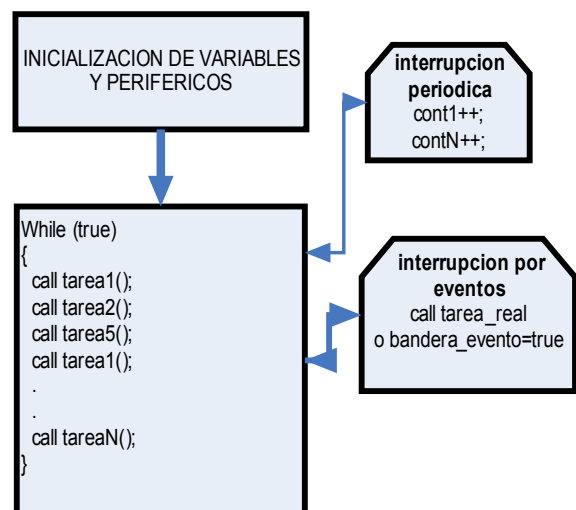 INICIALIZACION DE VARIABLES
Y PERIFERICOS
interrupcion
periodica
cont1++;
contN++;
While (true)
{
call tarea1();
call tarea2();
call tarea5();
call tarea1();
.
.
call tareaN();
}
interrupcion por
eventos
call tarea_real
o bandera_evento=true